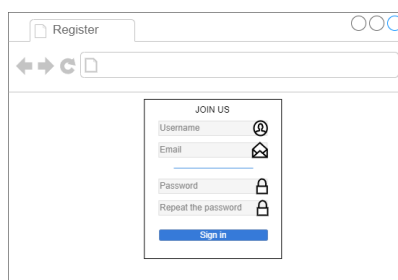 Register
JOIN US
Username
Email
Password
Repeat the password
Sign in